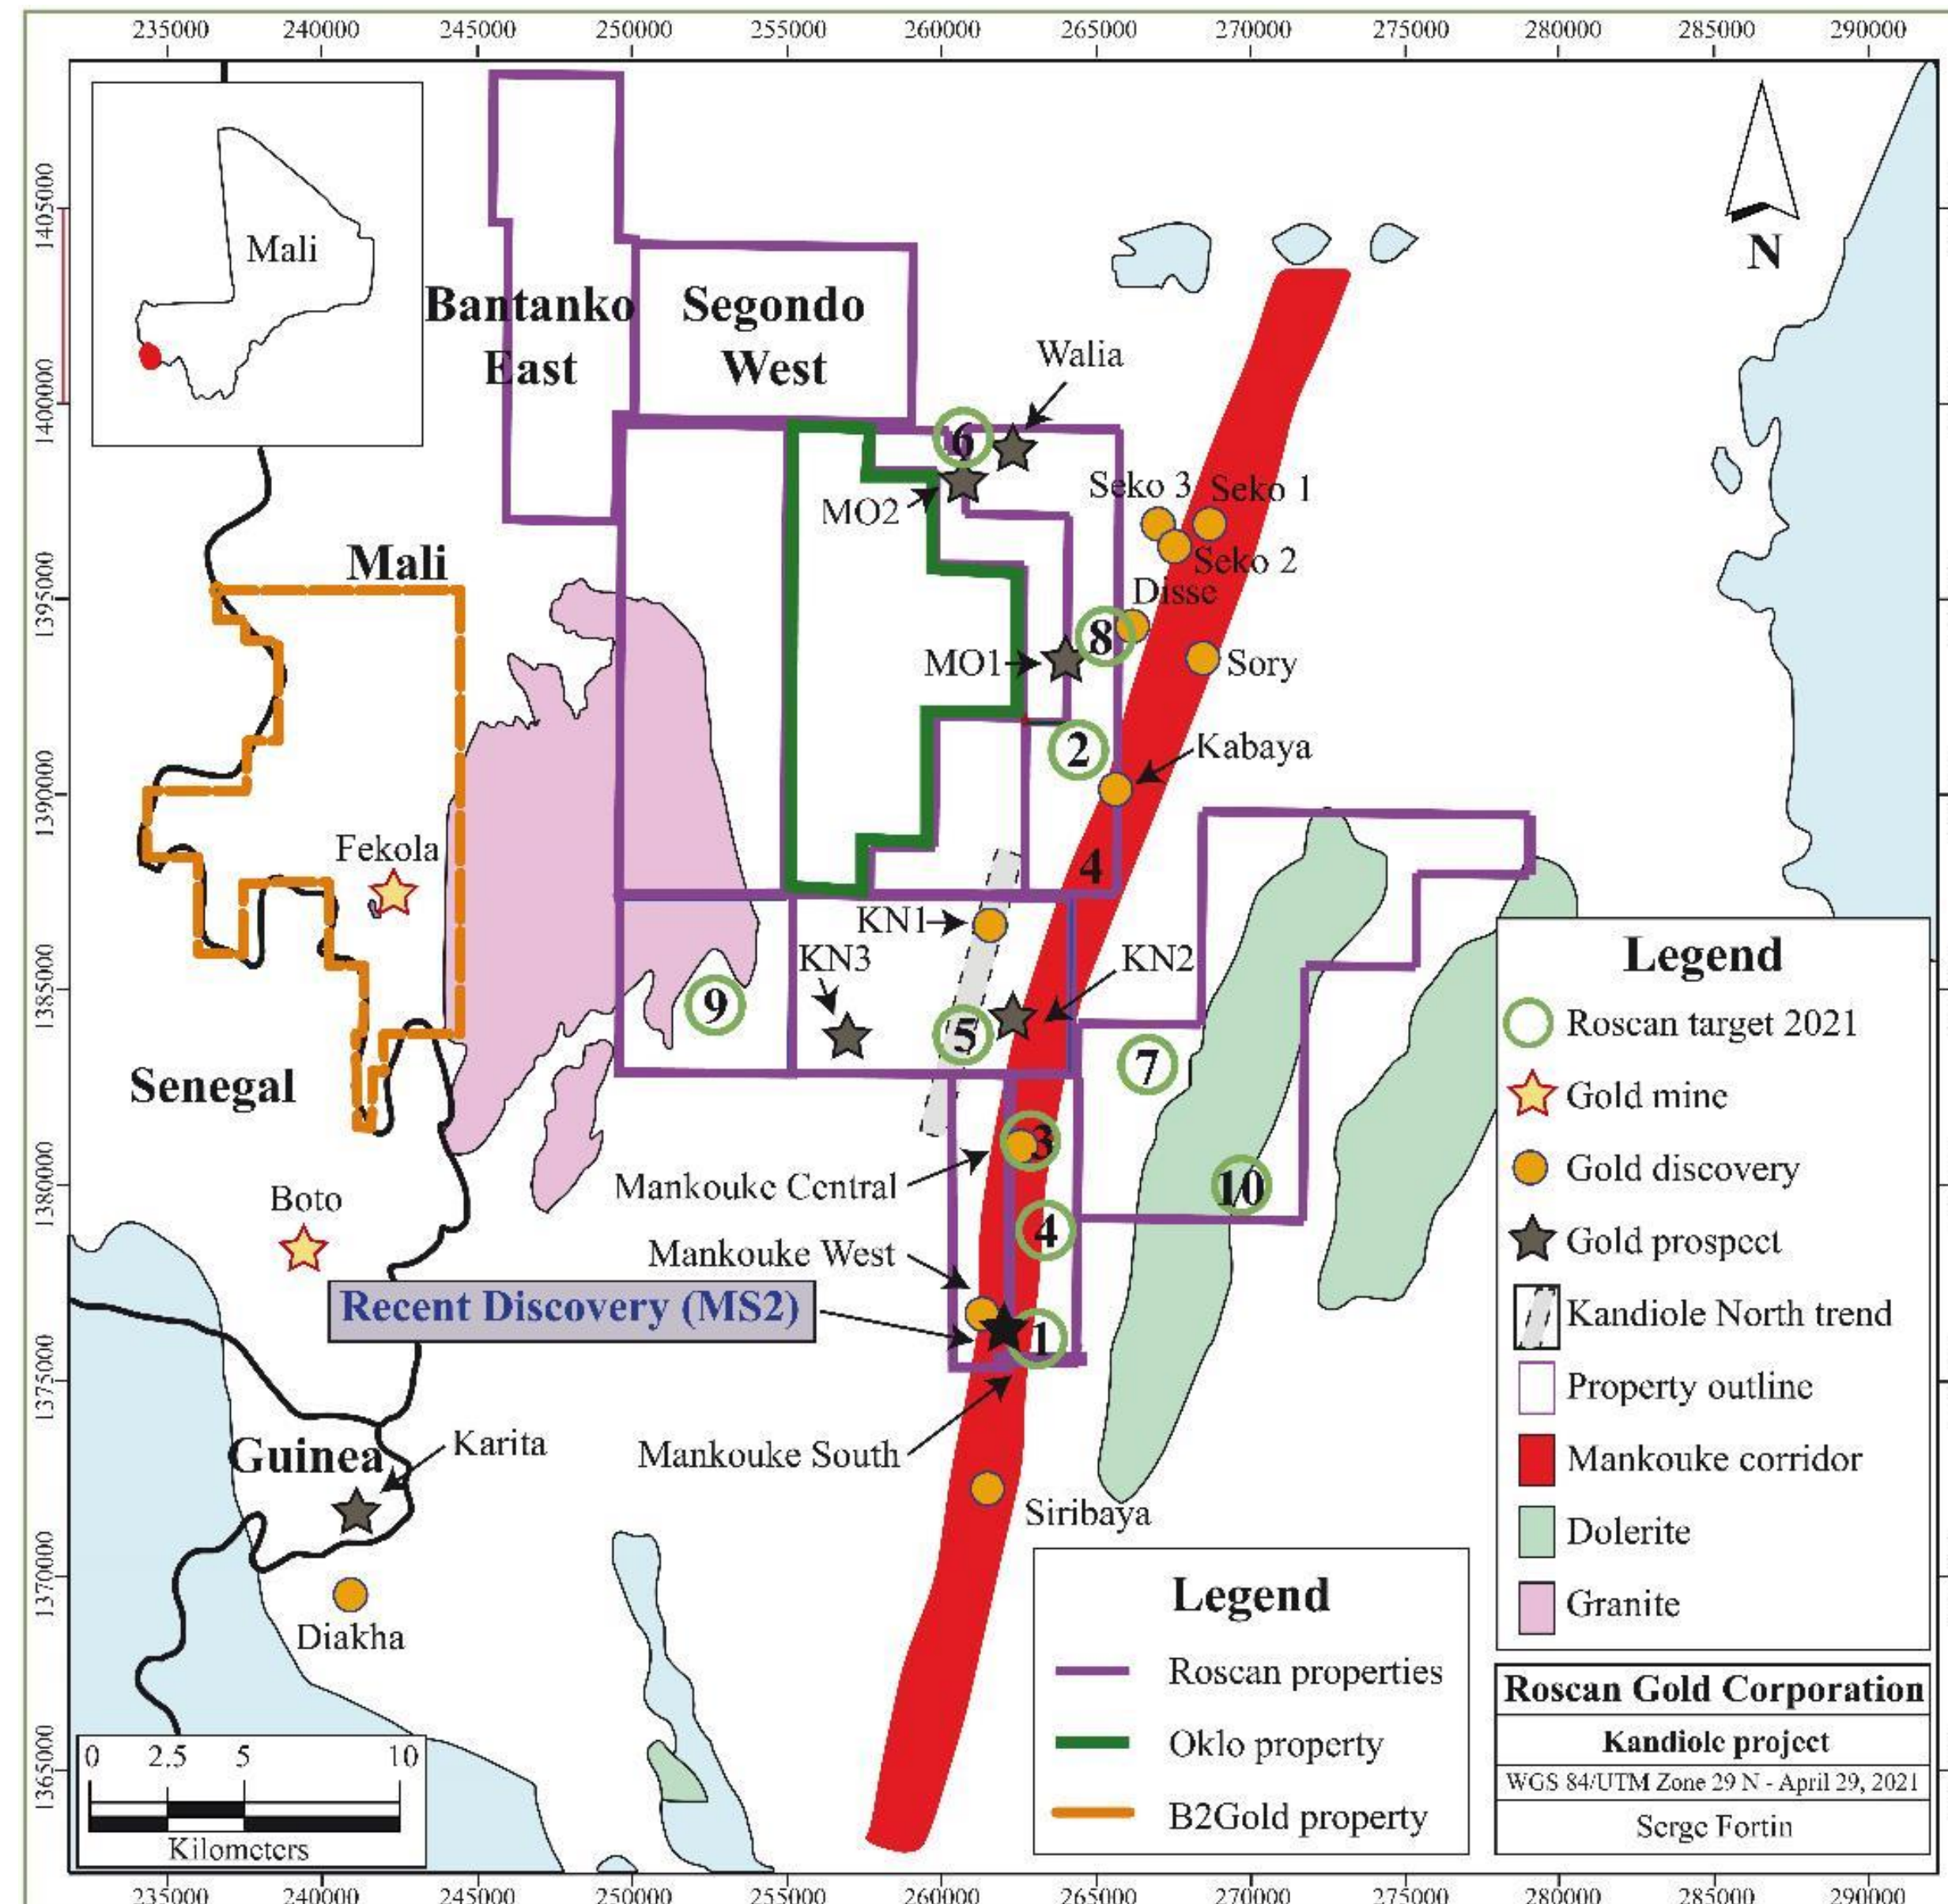 235000 240000 245000 250000 255000 260000 265000 270000 275000 280000 285000 290000
1405000
1400000
1395000
1390000
1385000
1380000
1375000
1370000
1365000
Mali
N
Bantanko
East
Segondo
West
Walia
6
MO2
Seko 3
Seko 1
Seko 2
Disse
8
MO1
Sory
2
Kabaya
Mali
Fekola
4
KN1
KN3
KN2
9
5
7
Senegal
3
10
Mankouke Central
Boto
4
Mankouke West
Recent Discovery (MS2)
1
Mankouke South
Guinea
Karita
Siribaya
Diakha
Legend
Roscan target 2021
Gold mine
Gold discovery
Gold prospect
Kandiole North trend
Property outline
Mankouke corridor
Dolerite
Granite
Legend
Roscan properties
Oklo property
B2Gold property
Roscan Gold Corporation
Kandiole project
WGS 84/UTM Zone 29 N - April 29, 2021
Serge Fortin
0 2,5 5 10
Kilometers
235000 240000 245000 250000 255000 260000 265000 270000 275000 280000 285000 290000